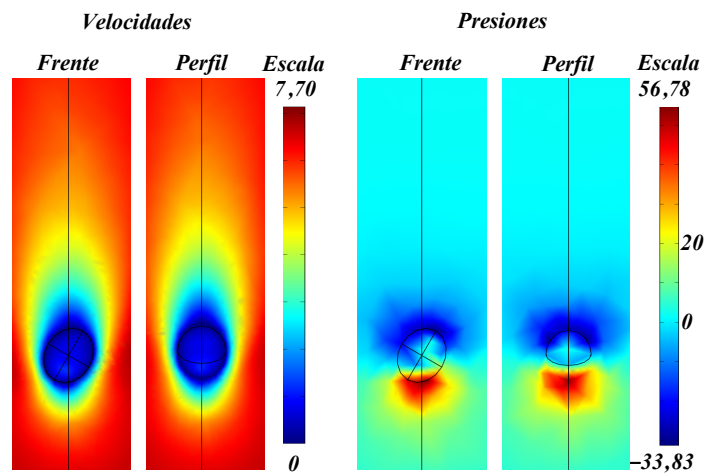 Velocidades
Presiones
Frente
Perfil
Escala
7,70
0
Frente
Perfil
Escala
56,78
20
0
−33,83